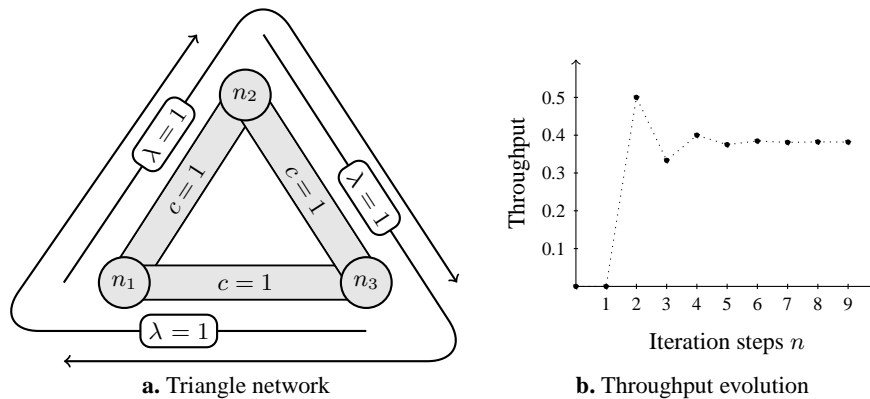 n₂
λ = 1
λ = 1
c = 1
c = 1
n₁
c = 1
n₃
λ = 1
a. Triangle network
Throughput
0.5
0.4
0.3
0.2
0.1
1 2 3 4 5 6 7 8 9
Iteration steps n
b. Throughput evolution